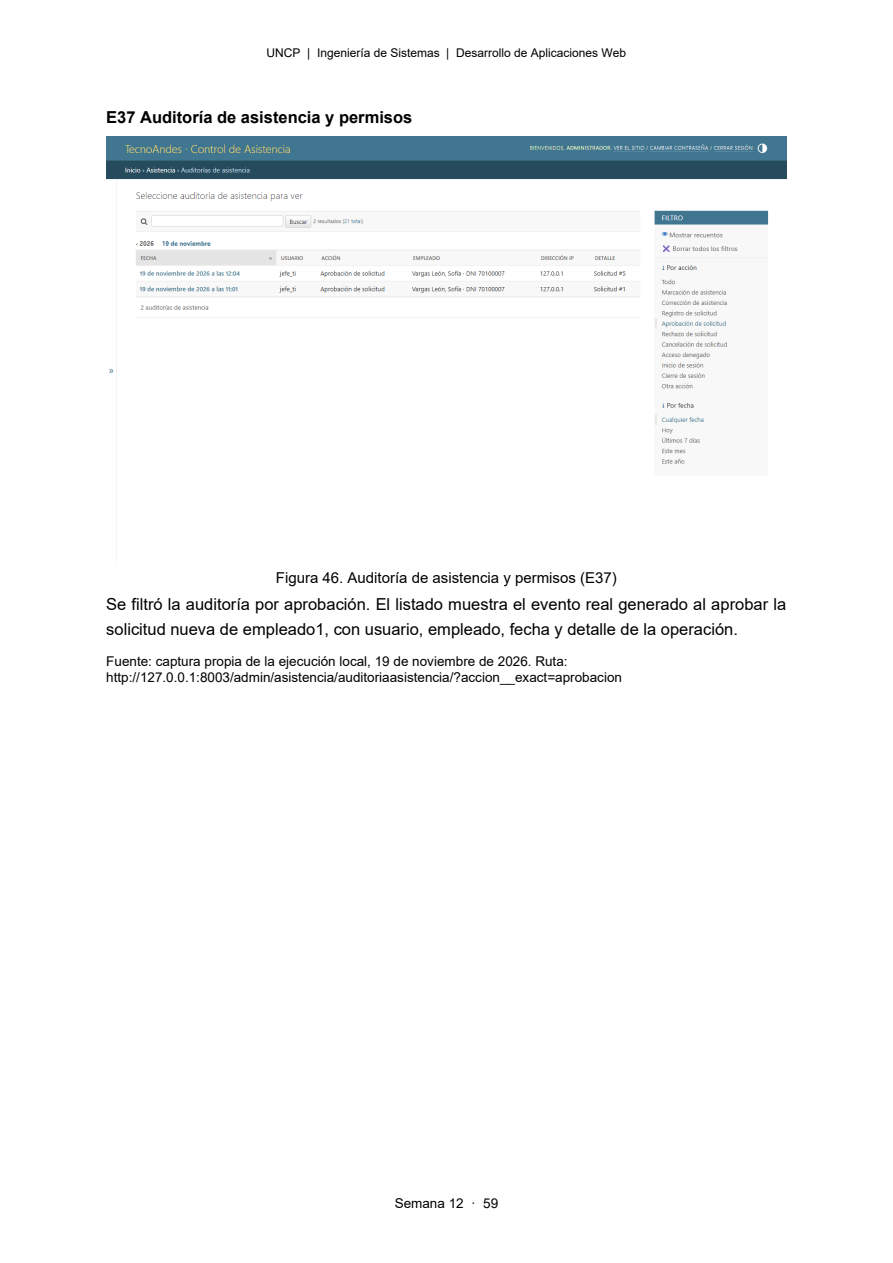 UNCP | Ingeniería de Sistemas | Desarrollo de Aplicaciones Web
E37 Auditoría de asistencia y permisos
TecnoAndes · Control de Asistencia
BIENVENIDOS, ADMINISTRADOR. VER EL SITIO / CAMBIAR CONTRASEÑA / CERRAR SESIÓN
Inicio › Asistencia › Auditorías de asistencia
Seleccione auditoría de asistencia para ver
Buscar 2 resultados (21 total)
‹ 2026 19 de noviembre
FECHA USUARIO ACCIÓN EMPLEADO DIRECCIÓN IP DETALLE
19 de noviembre de 2026 a las 12:04 jefe_ti Aprobación de solicitud Vargas León, Sofía - DNI 70100007 127.0.0.1 Solicitud #5
19 de noviembre de 2026 a las 11:01 jefe_ti Aprobación de solicitud Vargas León, Sofía - DNI 70100007 127.0.0.1 Solicitud #1
2 auditorías de asistencia
»
FILTRO
Mostrar recuentos
Borrar todos los filtros
↓ Por acción
Todo
Marcación de asistencia
Corrección de asistencia
Registro de solicitud
Aprobación de solicitud
Rechazo de solicitud
Cancelación de solicitud
Acceso denegado
Inicio de sesión
Cierre de sesión
Otra acción
↓ Por fecha
Cualquier fecha
Hoy
Últimos 7 días
Este mes
Este año
Figura 46. Auditoría de asistencia y permisos (E37)
Se filtró la auditoría por aprobación. El listado muestra el evento real generado al aprobar la
solicitud nueva de empleado1, con usuario, empleado, fecha y detalle de la operación.
Fuente: captura propia de la ejecución local, 19 de noviembre de 2026. Ruta:
http://127.0.0.1:8003/admin/asistencia/auditoriaasistencia/?accion__exact=aprobacion
Semana 12 · 59